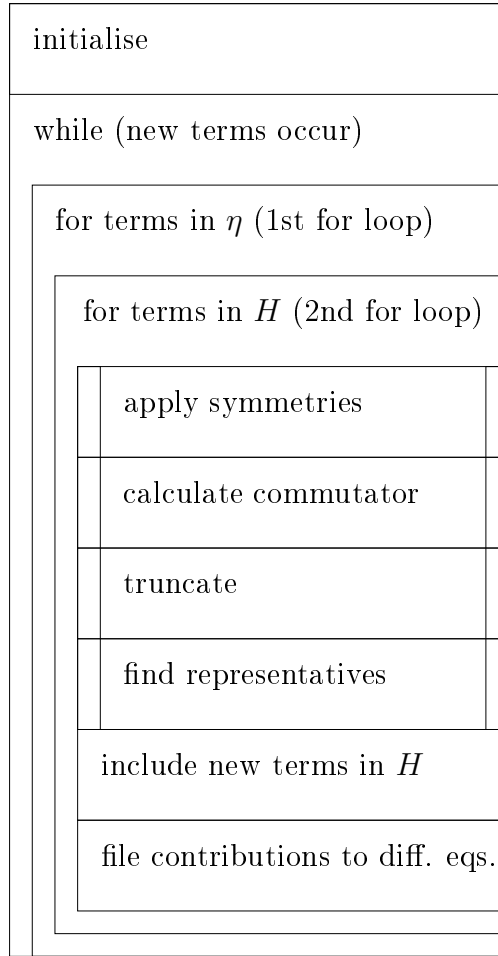 initialise
while (new terms occur)
for terms in η (1st for loop)
for terms in H (2nd for loop)
apply symmetries
calculate commutator
truncate
find representatives
include new terms in H
file contributions to diff. eqs.